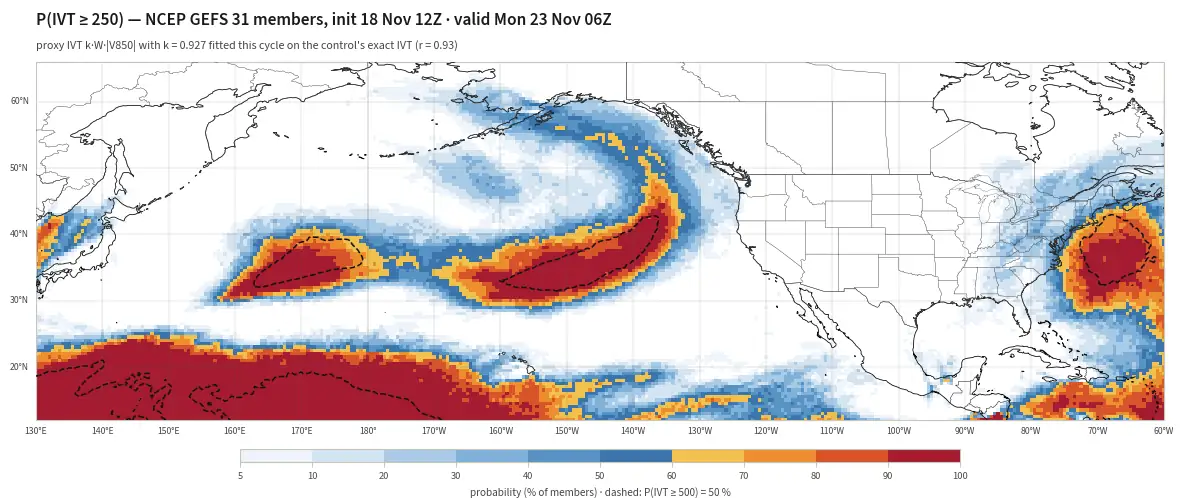 P(IVT ≥ 250) — NCEP GEFS 31 members, init 18 Nov 12Z · valid Mon 23 Nov 06Z
proxy IVT k·W·|V850| with k = 0.927 fitted this cycle on the control's exact IVT (r = 0.93)
60°N
50°N
40°N
30°N
20°N
130°E 140°E 150°E 160°E 170°E 180° 170°W 160°W 150°W 140°W 130°W 120°W 110°W 100°W 90°W 80°W 70°W 60°W
5 10 20 30 40 50 60 70 80 90 100
probability (% of members) · dashed: P(IVT ≥ 500) = 50 %